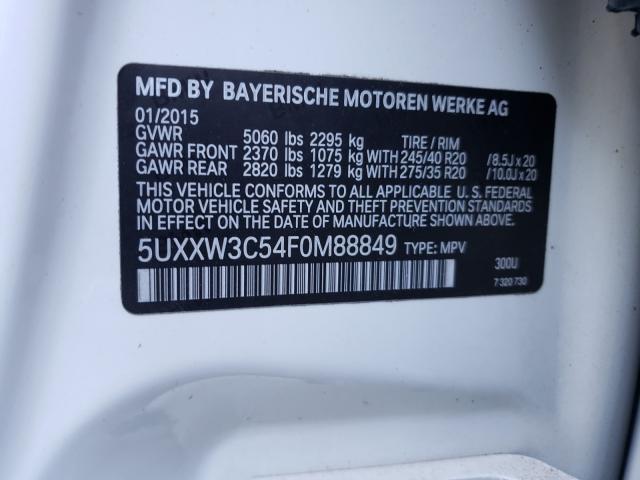 MFD BY BAYERISCHE MOTOREN WERKE AG
01/2015
GVWR 5060 lbs 2295 kg TIRE / RIM
GAWR FRONT 2370 lbs 1075 kg WITH 245/40 R20 /8.5J x 20
GAWR REAR 2820 lbs 1279 kg WITH 275/35 R20 /10.0J x 20
THIS VEHICLE CONFORMS TO ALL APPLICABLE U. S. FEDERAL
MOTOR VEHICLE SAFETY AND THEFT PREVENTION STANDARDS
IN EFFECT ON THE DATE OF MANUFACTURE SHOWN ABOVE.
5UXXW3C54F0M88849 TYPE: MPV
300U
7 320 730